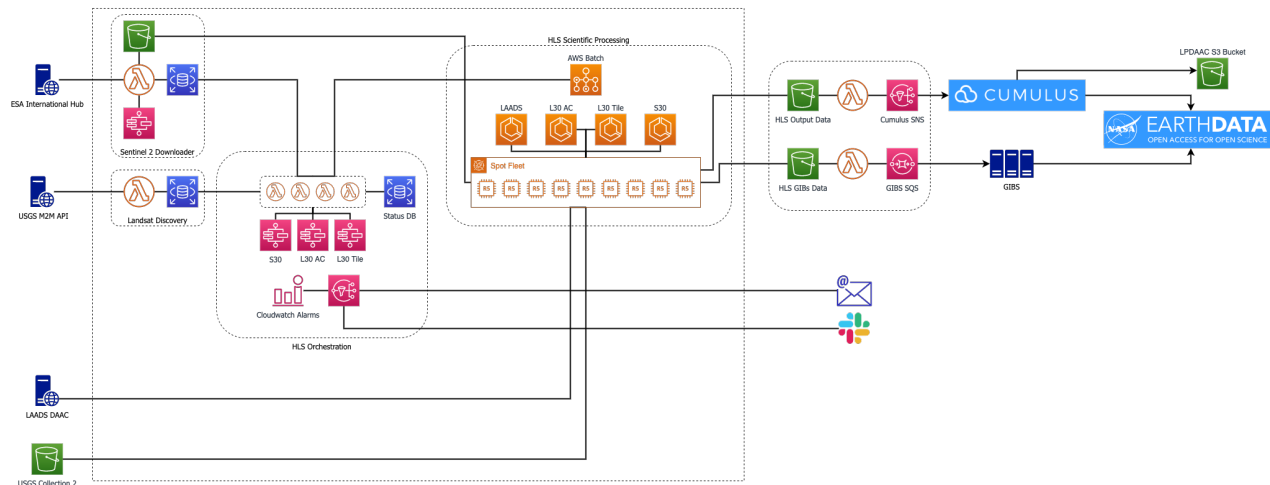 HLS Scientific Processing
AWS Batch
LPDAAC S3 Bucket
ESA International Hub
LAADS
L30 AC
L30 Tile
S30
HLS Output Data
Cumulus SNS
CUMULUS
NASA
EARTHDATA
OPEN ACCESS FOR OPEN SCIENCE
Sentinel 2 Downloader
Spot Fleet
RS RS RS RS RS RS RS RS RS
HLS GIBs Data
GIBS SQS
GIBS
USGS M2M API
Landsat Discovery
Status DB
S30
L30 AC
L30 Tile
Cloudwatch Alarms
@
HLS Orchestration
LAADS DAAC
USGS Collection 2